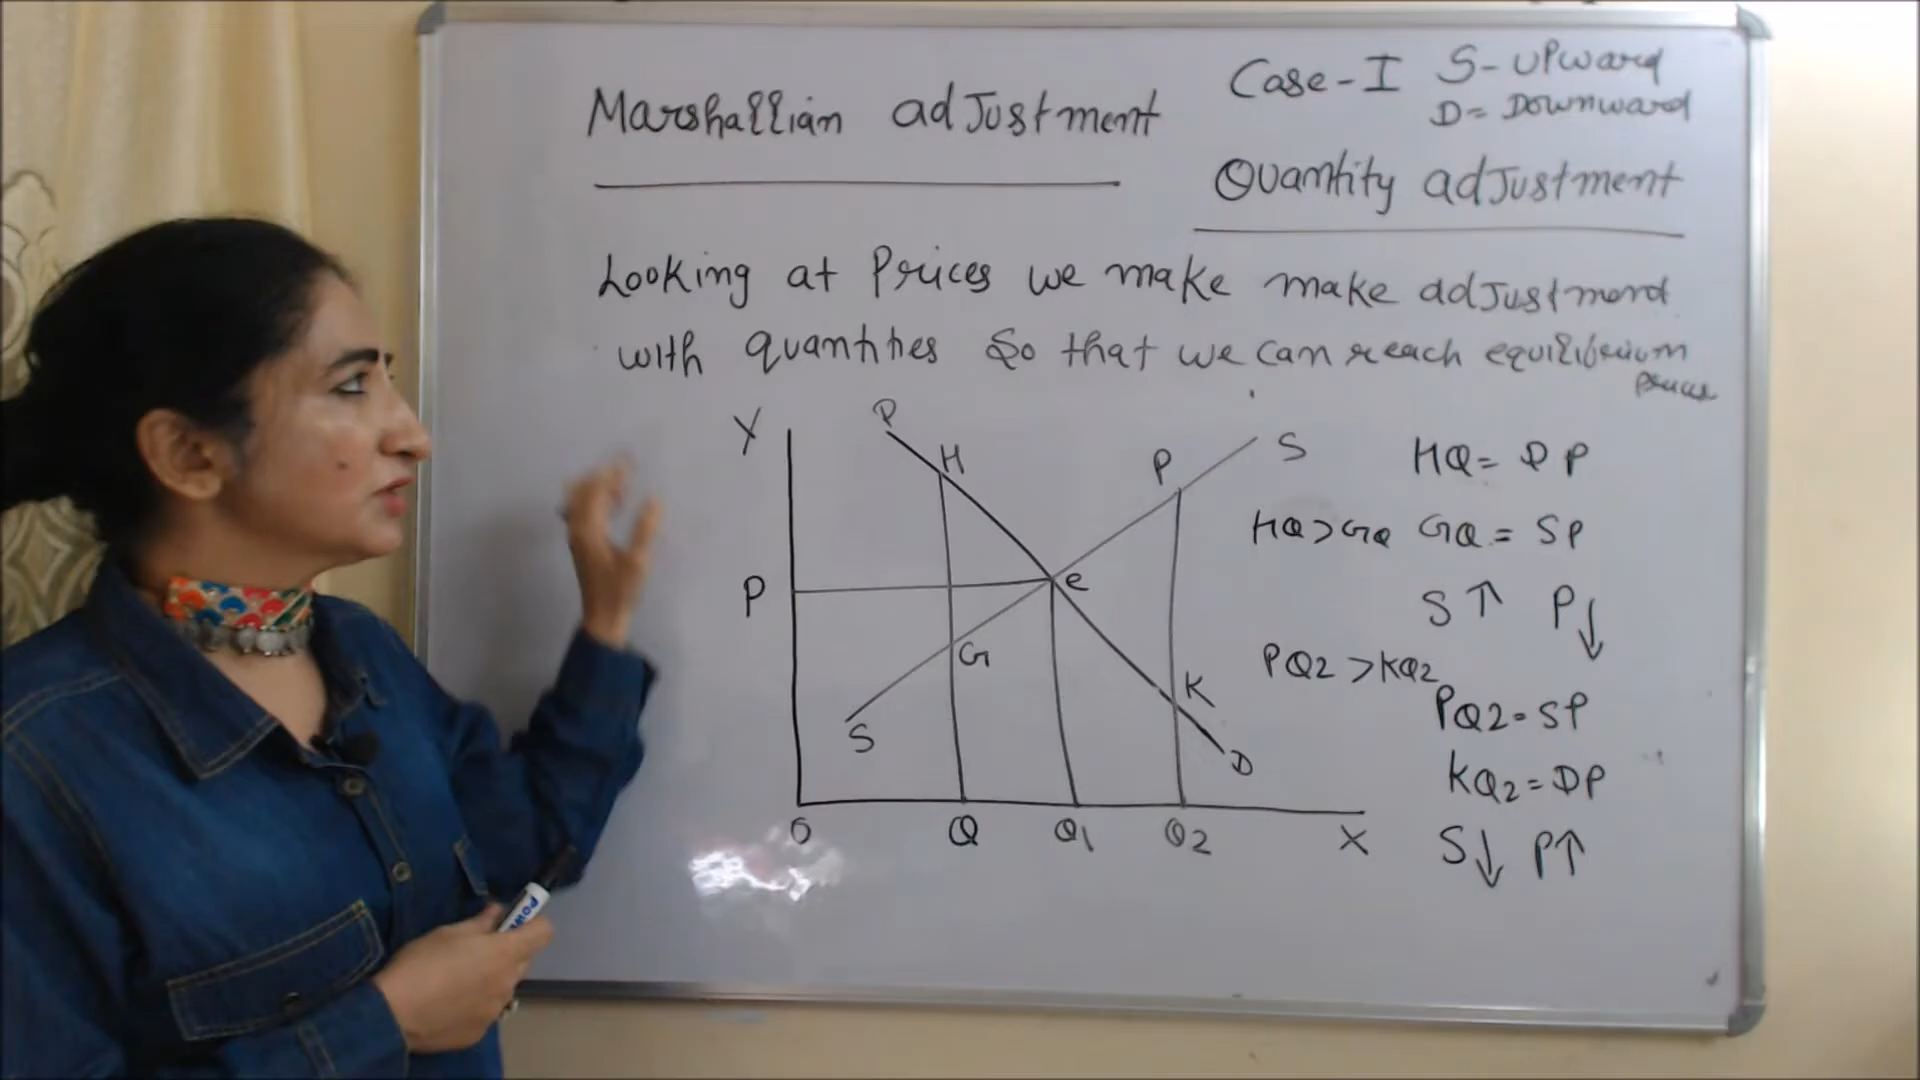 Marshallian adjustment
Case-I S-upward
D= Downward
Quantity adjustment
Looking at Prices we make make adjustment
with quantities so that we can reach equilibrium
Y
D
H
P
S
P
e
G
S
K
D
O
Q
Q1
Q2
X
HQ= DP
HQ>GQ GQ= SP
S↑ P↓
PQ2 >KQ2
PQ2=SP
KQ2=DP
S↓ P↑